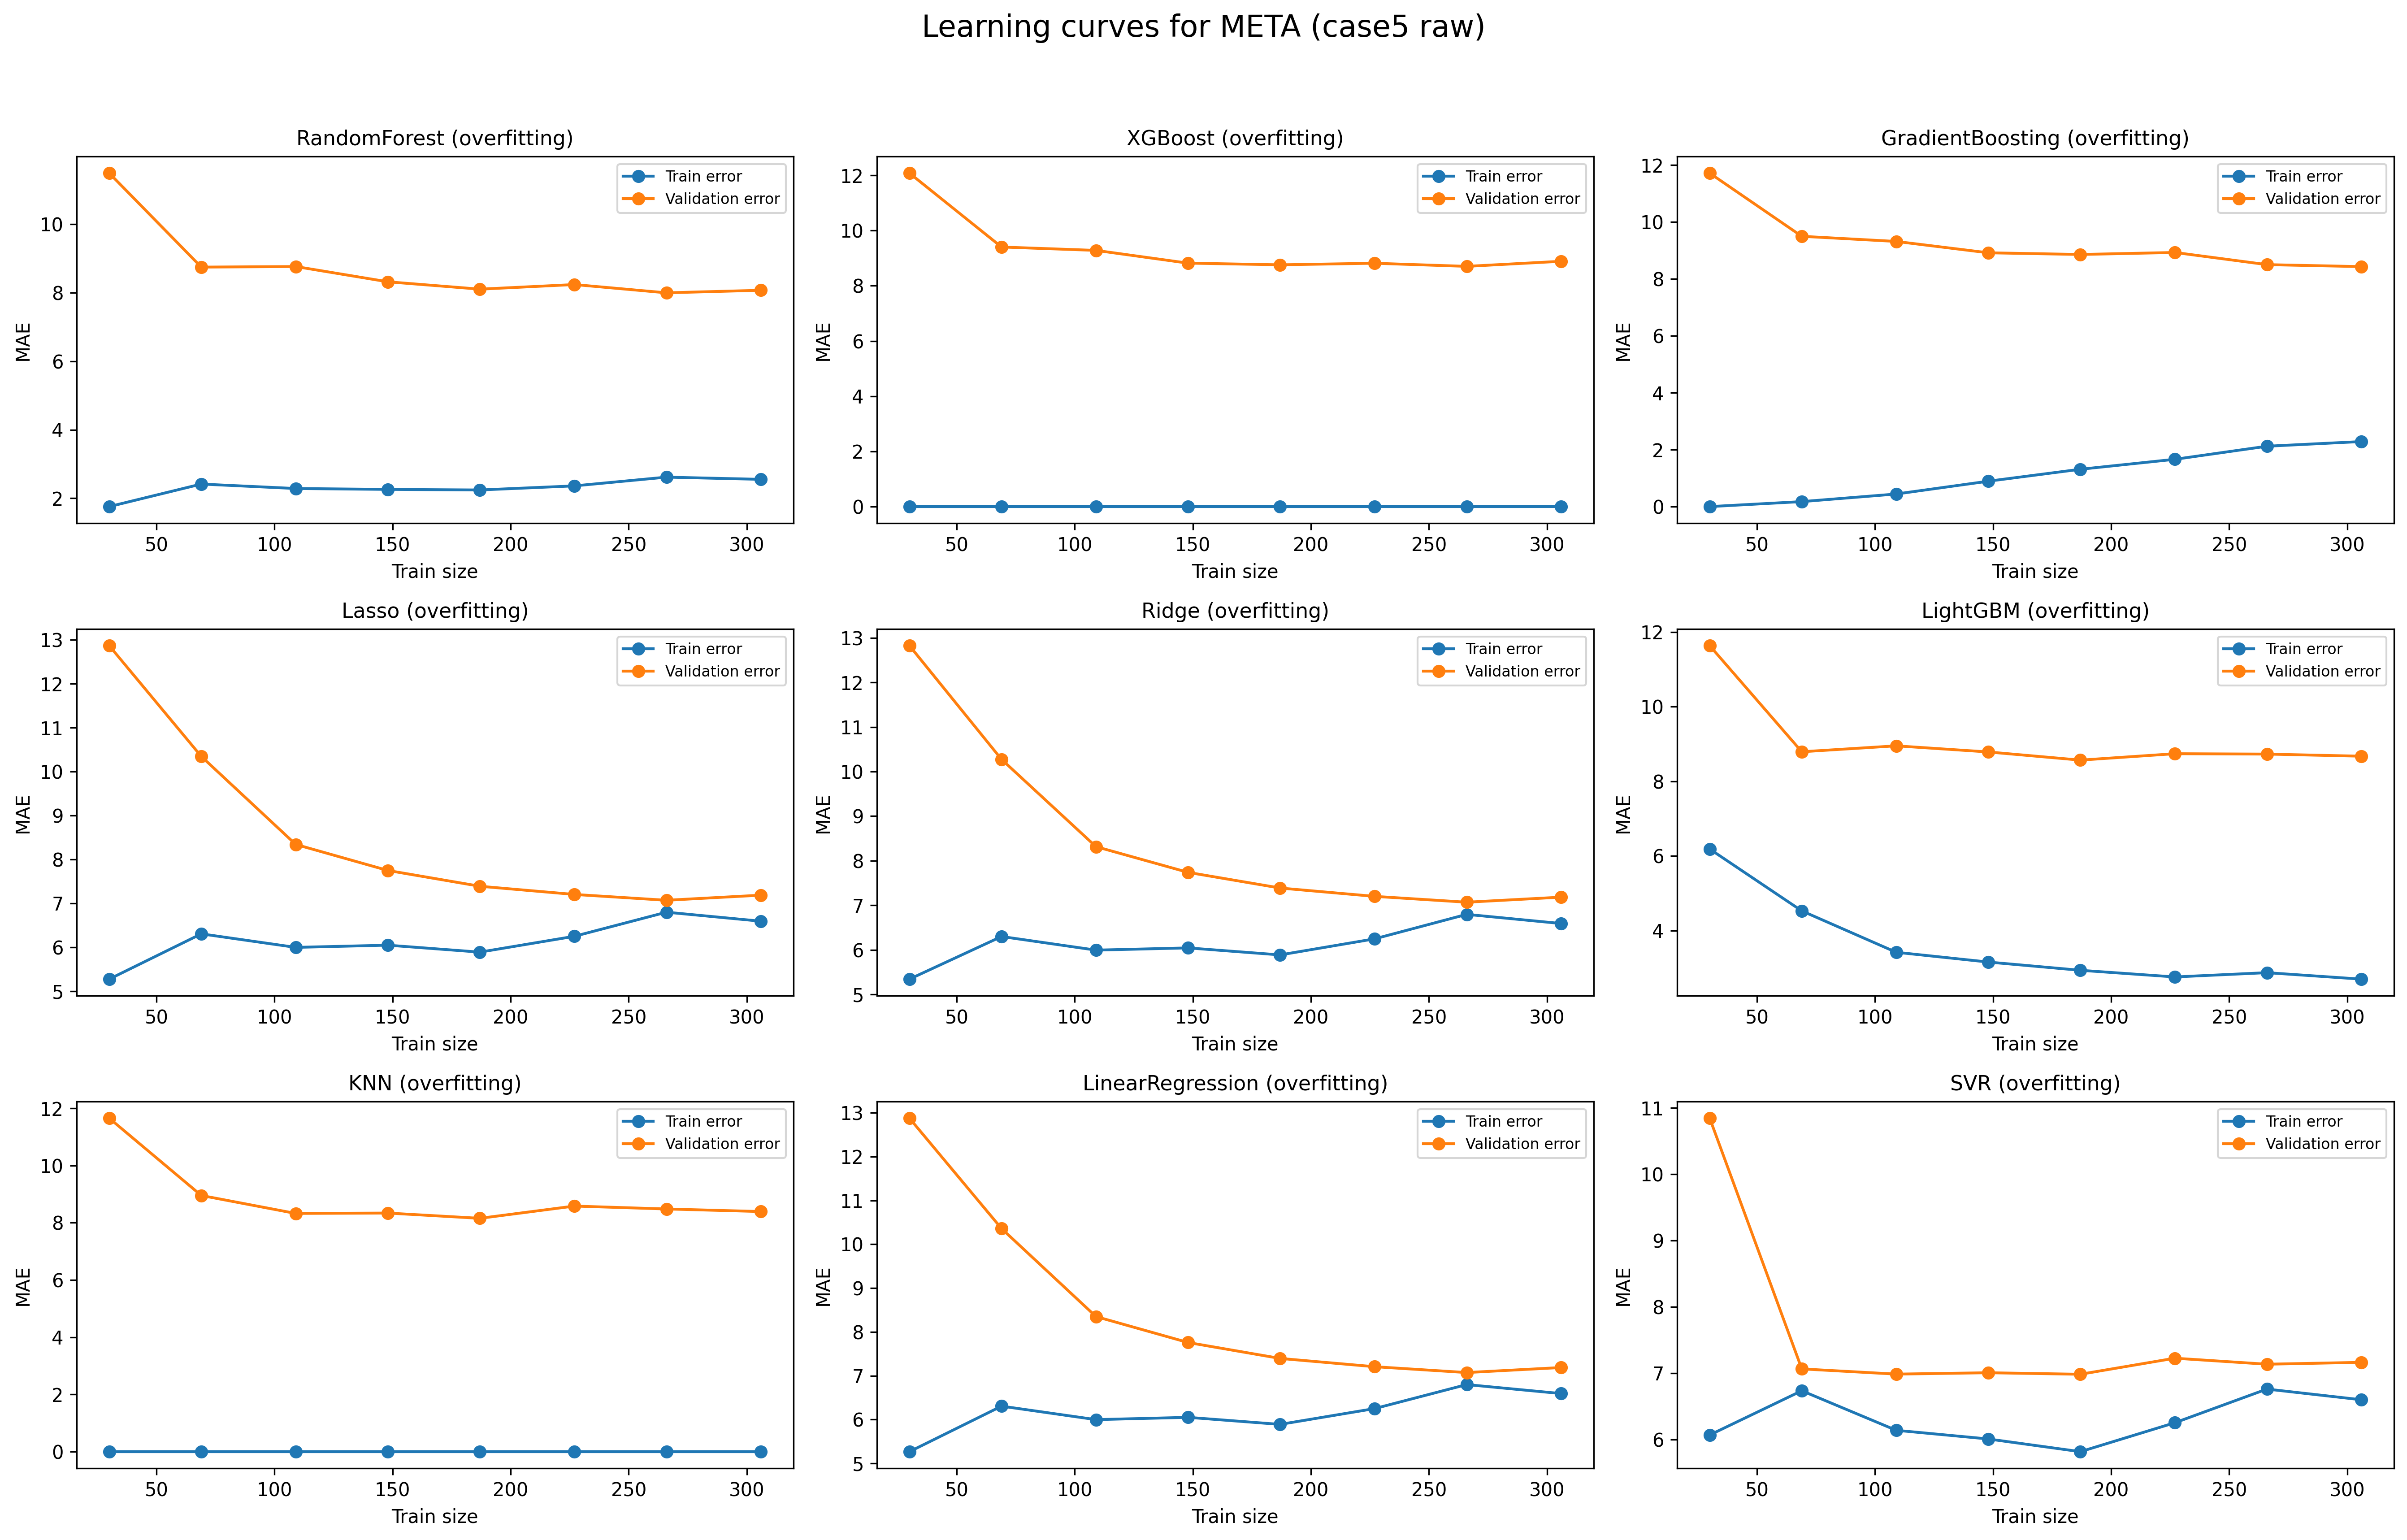 Learning curves for META (case5 raw)
RandomForest (overfitting)
10
8
6
4
2
MAE
50 100 150 200 250 300
Train size
Train error
Validation error
XGBoost (overfitting)
12
10
8
6
4
2
0
MAE
50 100 150 200 250 300
Train size
Train error
Validation error
GradientBoosting (overfitting)
12
10
8
6
4
2
0
MAE
50 100 150 200 250 300
Train size
Train error
Validation error
Lasso (overfitting)
13
12
11
10
9
8
7
6
5
MAE
50 100 150 200 250 300
Train size
Train error
Validation error
Ridge (overfitting)
13
12
11
10
9
8
7
6
5
MAE
50 100 150 200 250 300
Train size
Train error
Validation error
LightGBM (overfitting)
12
10
8
6
4
MAE
50 100 150 200 250 300
Train size
Train error
Validation error
KNN (overfitting)
12
10
8
6
4
2
0
MAE
50 100 150 200 250 300
Train size
Train error
Validation error
LinearRegression (overfitting)
13
12
11
10
9
8
7
6
5
MAE
50 100 150 200 250 300
Train size
Train error
Validation error
SVR (overfitting)
11
10
9
8
7
6
MAE
50 100 150 200 250 300
Train size
Train error
Validation error